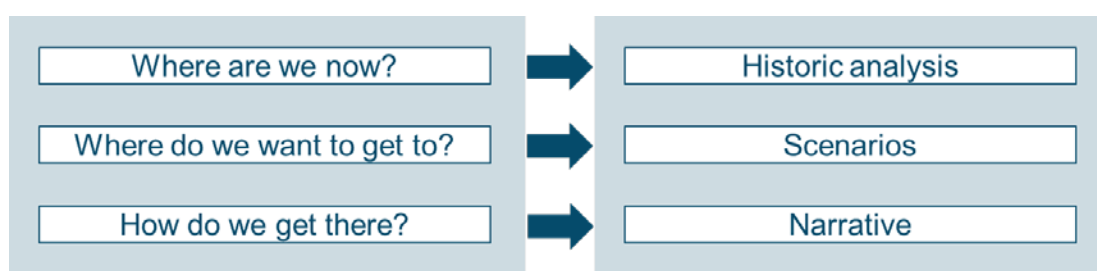 Where are we now?
Historic analysis
Where do we want to get to?
Scenarios
How do we get there?
Narrative